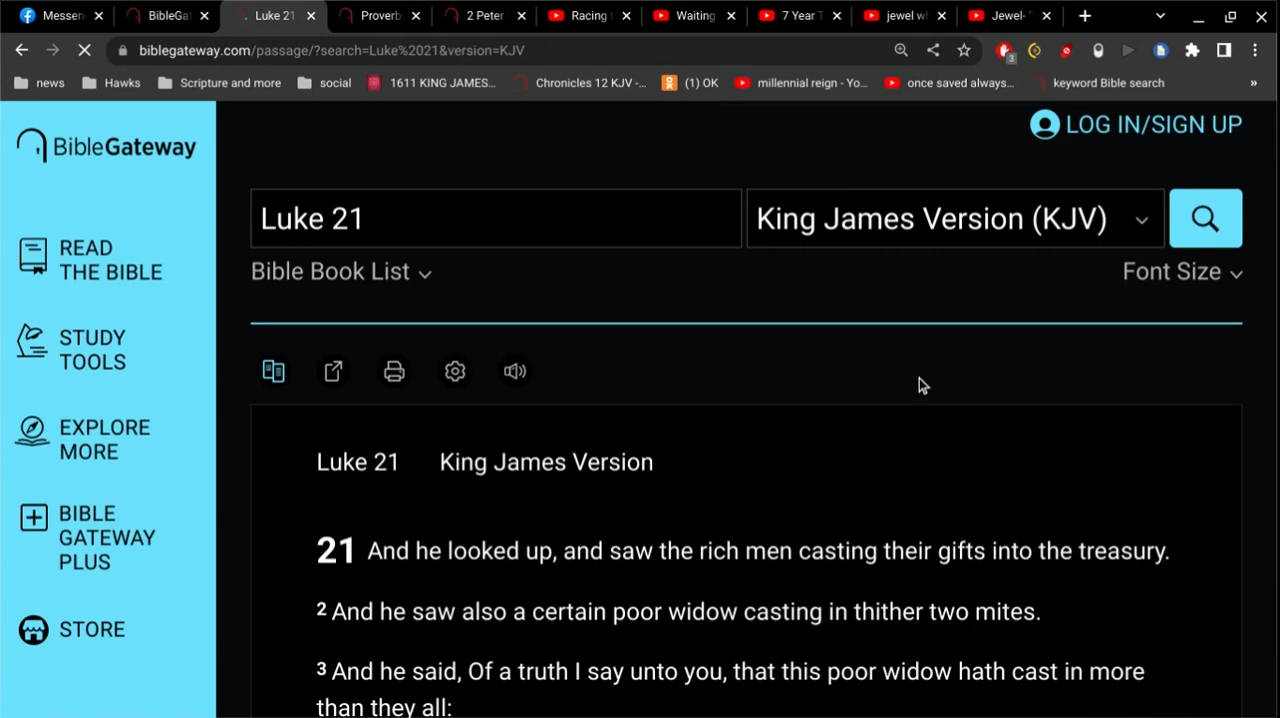 Messen
BibleGa
Luke 21
Proverb
2 Peter
Racing
Waiting
7 Year T
jewel w
Jewel-
biblegateway.com/passage/?search=Luke%2021&version=KJV
3
news
Hawks
Scripture and more
social
1611 KING JAMES...
Chronicles 12 KJV -...
(1) OK
millennial reign - Yo...
once saved always...
keyword Bible search
»
BibleGateway
LOG IN/SIGN UP
Luke 21
King James Version (KJV)
Bible Book List
Font Size
READ
THE BIBLE
STUDY
TOOLS
EXPLORE
MORE
BIBLE
GATEWAY
PLUS
STORE
Luke 21 King James Version
21 And he looked up, and saw the rich men casting their gifts into the treasury.
2 And he saw also a certain poor widow casting in thither two mites.
3 And he said, Of a truth I say unto you, that this poor widow hath cast in more
than they all: